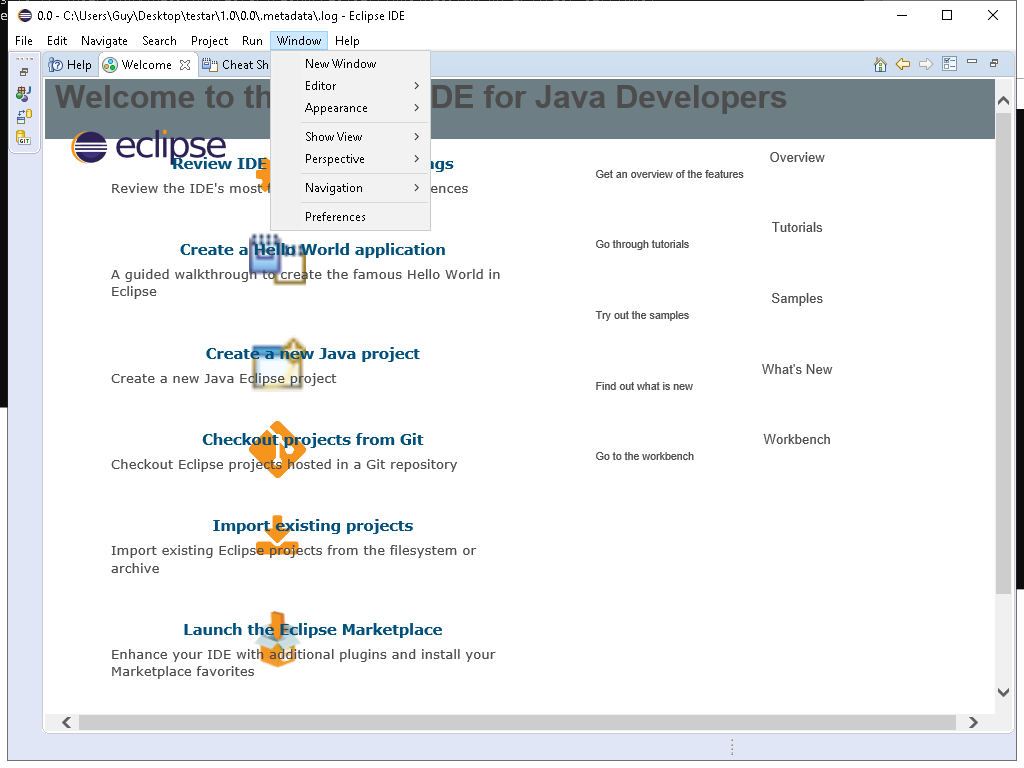 0.0 - C:\Users\Guy\Desktop\testar\1.0\0.0\.metadata\.log - Eclipse IDE
File Edit Navigate Search Project Run Window Help
Help Welcome Cheat Sh
New Window
Editor
Appearance
Show View
Perspective
Navigation
Preferences
Welcome to th DE for Java Developers
eclipse
Review IDE gs
Review the IDE's most f ences
Create a Hello World application
A guided walkthrough to create the famous Hello World in
Eclipse
Create a new Java project
Create a new Java Eclipse project
Checkout projects from Git
Checkout Eclipse projects hosted in a Git repository
Import existing projects
Import existing Eclipse projects from the filesystem or
archive
Launch the Eclipse Marketplace
Enhance your IDE with additional plugins and install your
Marketplace favorites
Overview
Get an overview of the features
Tutorials
Go through tutorials
Samples
Try out the samples
What's New
Find out what is new
Workbench
Go to the workbench
GIT